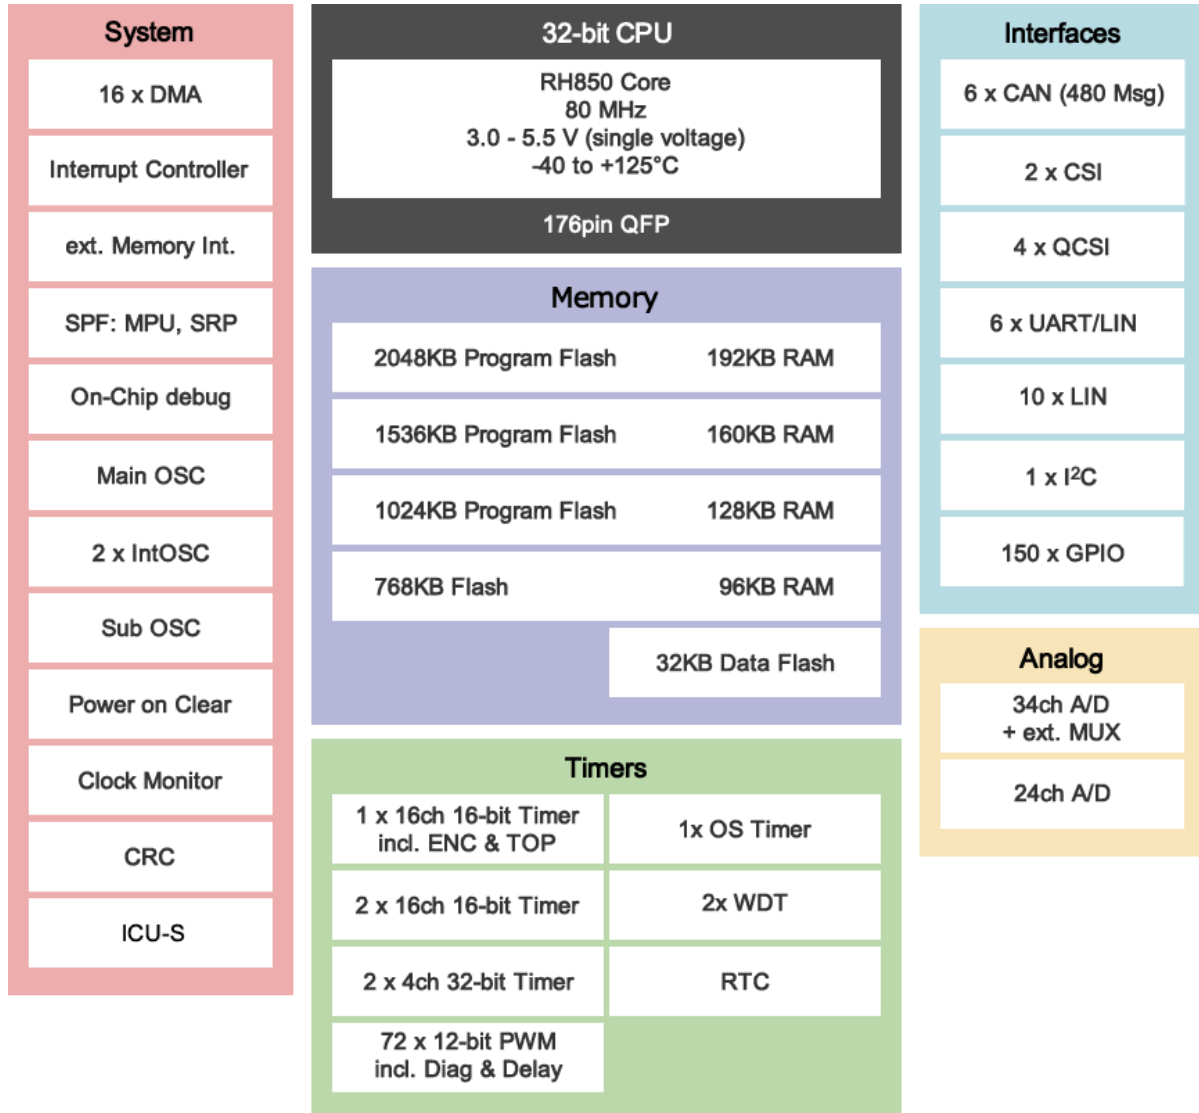 System
16 x DMA
Interrupt Controller
ext. Memory Int.
SPF: MPU, SRP
On-Chip debug
Main OSC
2 x IntOSC
Sub OSC
Power on Clear
Clock Monitor
CRC
ICU-S
32-bit CPU
RH850 Core
80 MHz
3.0 - 5.5 V (single voltage)
-40 to +125°C
176pin QFP
Memory
2048KB Program Flash 192KB RAM
1536KB Program Flash 160KB RAM
1024KB Program Flash 128KB RAM
768KB Flash 96KB RAM
32KB Data Flash
Timers
1 x 16ch 16-bit Timer
incl. ENC & TOP
1x OS Timer
2 x 16ch 16-bit Timer
2x WDT
2 x 4ch 32-bit Timer
RTC
72 x 12-bit PWM
incl. Diag & Delay
Interfaces
6 x CAN (480 Msg)
2 x CSI
4 x QCSI
6 x UART/LIN
10 x LIN
1 x I²C
150 x GPIO
Analog
34ch A/D
+ ext. MUX
24ch A/D